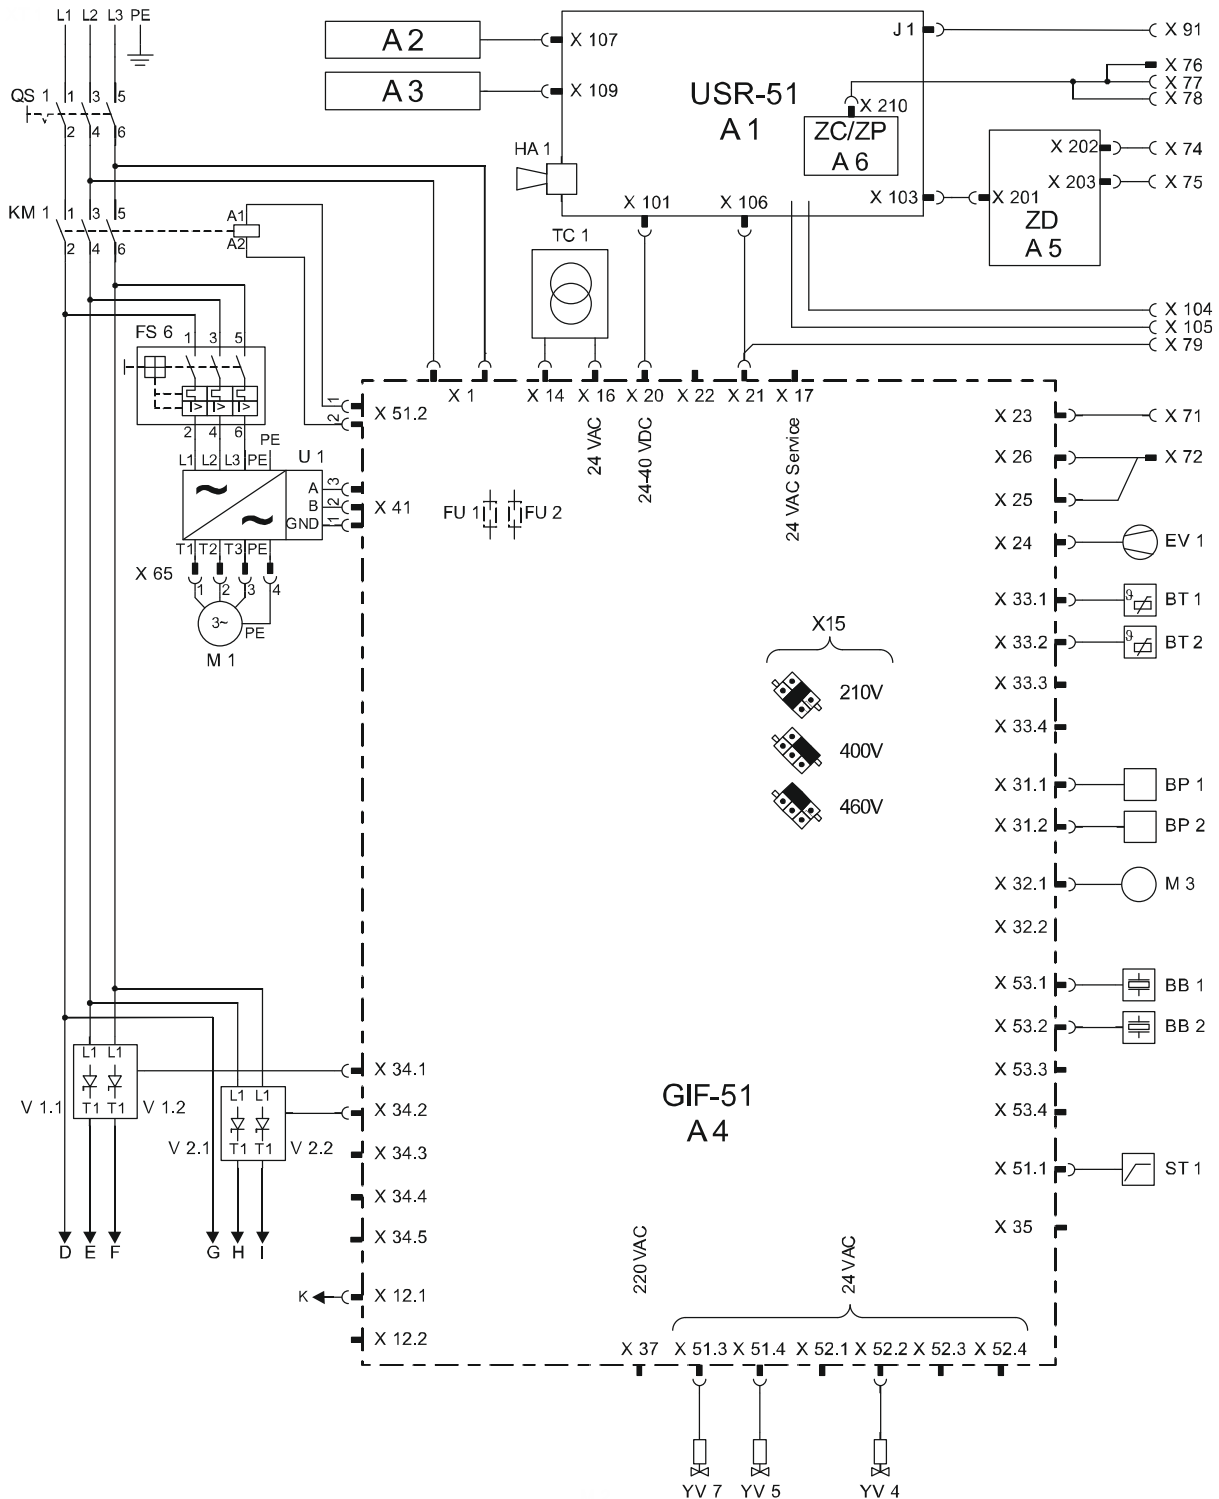 L1 L2 L3 PE
QS 1
1 3 5
2 4 6
KM 1
1 3 5
2 4 6
A1
A2
A 2
A 3
X 107
X 109
J 1
USR-51
A 1
HA 1
X 210
ZC/ZP
A 6
X 101
X 106
X 103
X 91
X 76
X 77
X 78
X 202
X 74
X 203
X 75
X 201
ZD
A 5
X 104
X 105
X 79
TC 1
FS 6
1 3 5
I> I> I>
2 4 6
PE
L1 L2 L3 PE
U 1
A 3
B 2
GND 1
T1 T2 T3 PE
X 65
1 2 3 4
3~
PE
M 1
1
2
X 51.2
X 41
X 1
X 14
X 16
X 20
X 22
X 21
X 17
24 VAC
24-40 VDC
24 VAC Service
FU 1
FU 2
X15
210V
400V
460V
X 23
X 71
X 26
X 72
X 25
X 24
EV 1
X 33.1
ϑ
BT 1
X 33.2
ϑ
BT 2
X 33.3
X 33.4
X 31.1
BP 1
X 31.2
BP 2
X 32.1
M 3
X 32.2
X 53.1
BB 1
X 53.2
BB 2
X 53.3
X 53.4
X 51.1
ST 1
X 35
GIF-51
A 4
L1 L1
T1 T1
V 1.1
V 1.2
L1 L1
T1 T1
V 2.1
V 2.2
X 34.1
X 34.2
X 34.3
X 34.4
X 34.5
D E F G H I
K
X 12.1
X 12.2
220 VAC
24 VAC
X 37 X 51.3 X 51.4 X 52.1 X 52.2 X 52.3 X 52.4
YV 7
YV 5
YV 4